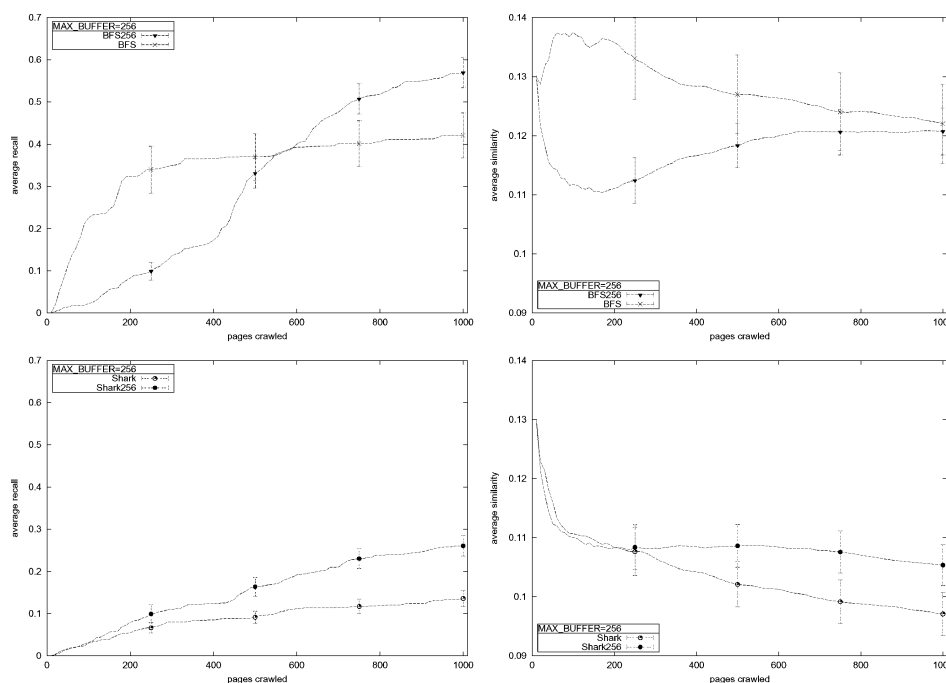 0.7
MAX_BUFFER=256
BFS256
BFS
0.6
0.5
0.4
0.3
0.2
0.1
0
average recall
0 200 400 600 800 1000
pages crawled
0.14
0.13
0.12
0.11
0.1
0.09
average similarity
MAX_BUFFER=256
BFS256
BFS
0 200 400 600 800 100
pages crawled
0.7
MAX_BUFFER=256
Shark
Shark256
0.6
0.5
0.4
0.3
0.2
0.1
0
average recall
0 200 400 600 800 1000
pages crawled
0.14
0.13
0.12
0.11
0.1
0.09
average similarity
MAX_BUFFER=256
Shark
Shark256
0 200 400 600 800 100
pages crawled